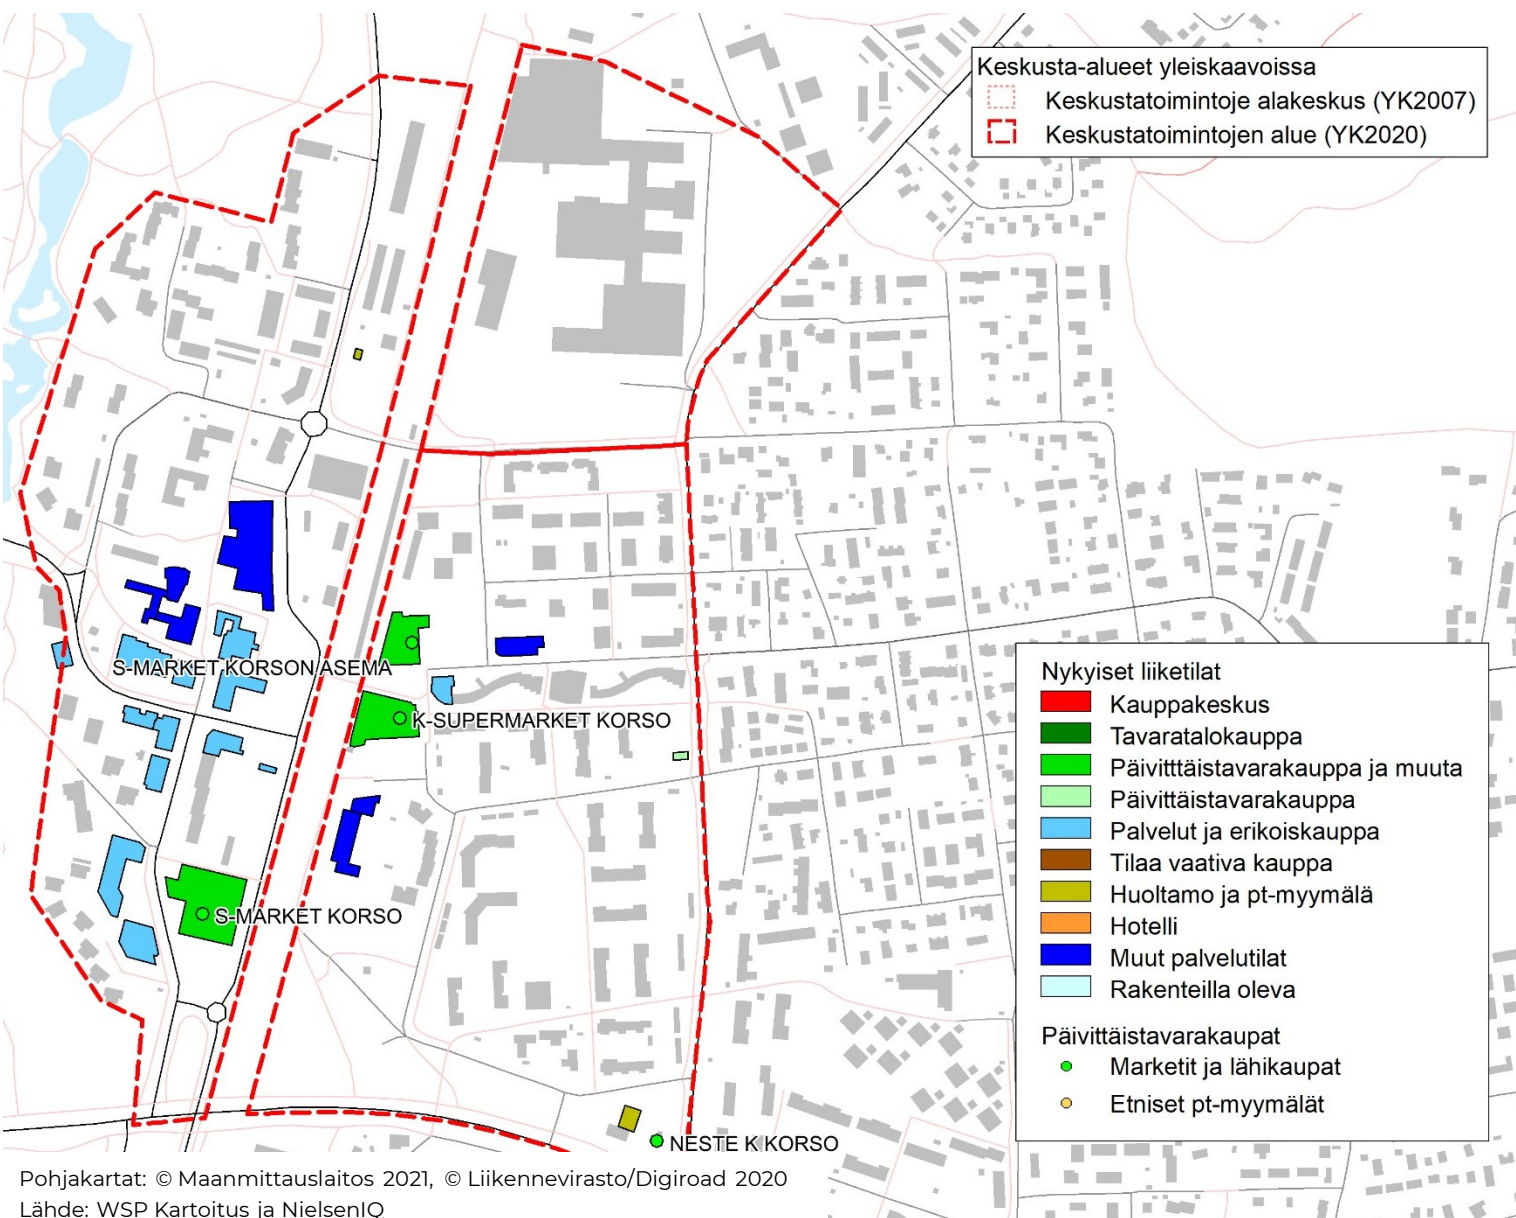 Keskusta-alueet yleiskaavoissa
Keskustatoimintoje alakeskus (YK2007)
Keskustatoimintojen alue (YK2020)
S-MARKET KORSON ASEMA
K-SUPERMARKET KORSO
S-MARKET KORSO
NESTE K KORSO
Nykyiset liiketilat
Kauppakeskus
Tavaratalokauppa
Päivitttäistavarakauppa ja muuta
Päivittäistavarakauppa
Palvelut ja erikoiskauppa
Tilaa vaativa kauppa
Huoltamo ja pt-myymälä
Hotelli
Muut palvelutilat
Rakenteilla oleva
Päivittäistavarakaupat
Marketit ja lähikaupat
Etniset pt-myymälät
Pohjakartat: © Maanmittauslaitos 2021, © Liikennevirasto/Digiroad 2020
Lähde: WSP Kartoitus ja NielsenIQ